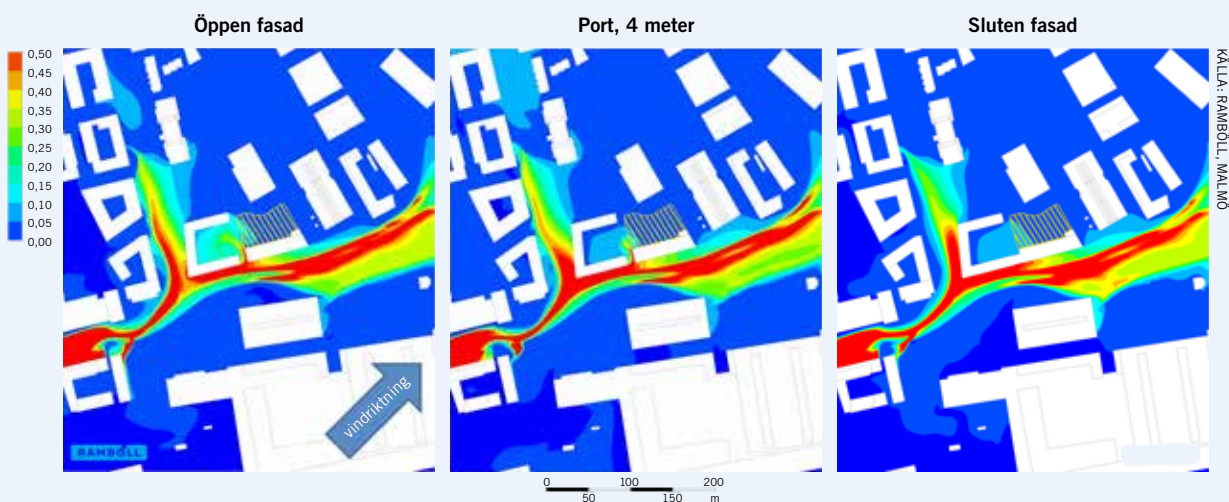 Öppen fasad
Port, 4 meter
Sluten fasad
0,50
0,45
0,40
0,35
0,30
0,25
0,20
0,15
0,10
0,05
0,00
KÄLLA: RAMBÖLL, MALMÖ
vindriktning
RAMBÖLL
0 100 200
50 150 m